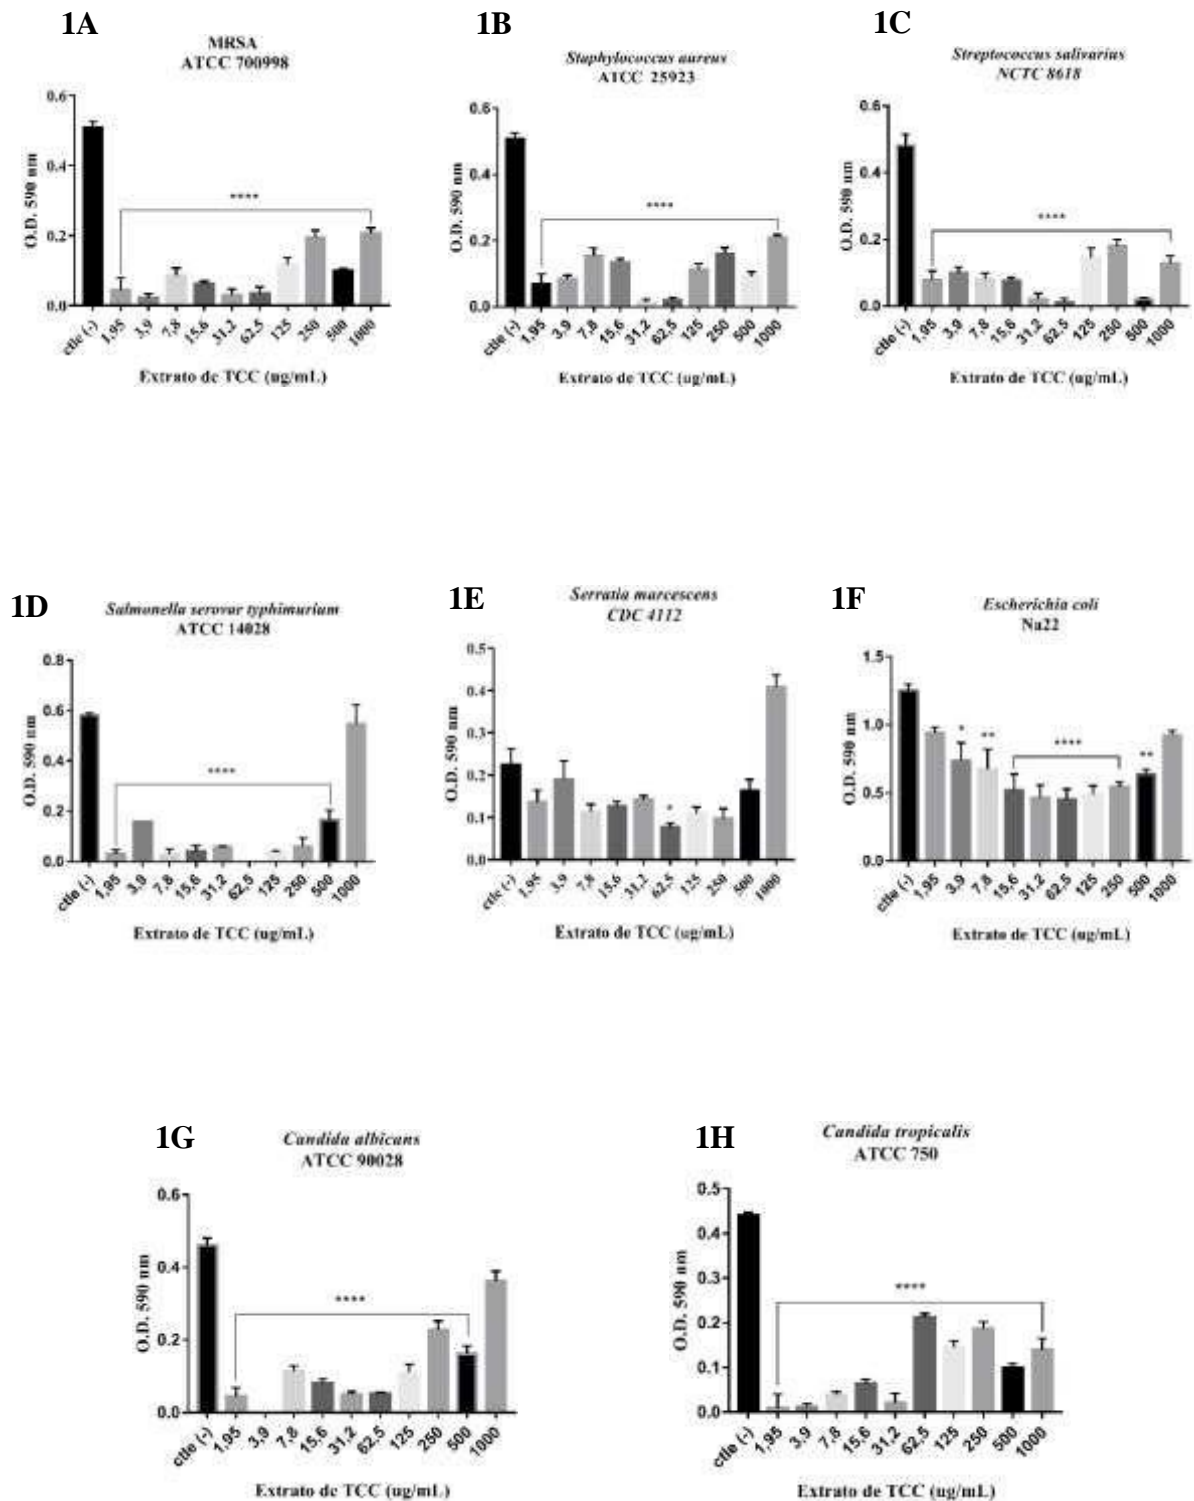 1A
MRSA
ATCC 700998
O.D. 590 nm
0.6
0.4
0.2
0.0
****
ctle (-) 1,95 3,9 7,8 15,6 31,2 62,5 125 250 500 1000
Extrato de TCC (ug/mL)
1B
Staphylococcus aureus
ATCC 25923
O.D. 590 nm
0.6
0.4
0.2
0.0
****
ctle (-) 1,95 3,9 7,8 15,6 31,2 62,5 125 250 500 1000
Extrato de TCC (ug/mL)
1C
Streptococcus salivarius
NCTC 8618
O.D. 590 nm
0.6
0.4
0.2
0.0
****
ctle (-) 1,95 3,9 7,8 15,6 31,2 62,5 125 250 500 1000
Extrato de TCC (ug/mL)
1D
Salmonella serovar typhimurium
ATCC 14028
O.D. 590 nm
0.8
0.6
0.4
0.2
0.0
****
ctle (-) 1,95 3,9 7,8 15,6 31,2 62,5 125 250 500 1000
Extrato de TCC (ug/mL)
1E
Serratia marcescens
CDC 4112
O.D. 590 nm
0.5
0.4
0.3
0.2
0.1
0.0
*
ctle (-) 1,95 3,9 7,8 15,6 31,2 62,5 125 250 500 1000
Extrato de TCC (ug/mL)
1F
Escherichia coli
Na22
O.D. 590 nm
1.5
1.0
0.5
0.0
* ** **** **
ctle (-) 1,95 3,9 7,8 15,6 31,2 62,5 125 250 500 1000
Extrato de TCC (ug/mL)
1G
Candida albicans
ATCC 90028
O.D. 590 nm
0.6
0.4
0.2
0.0
****
ctle (-) 1,95 3,9 7,8 15,6 31,2 62,5 125 250 500 1000
Extrato de TCC (ug/mL)
1H
Candida tropicalis
ATCC 750
O.D. 590 nm
0.5
0.4
0.3
0.2
0.1
0.0
****
ctle (-) 1,95 3,9 7,8 15,6 31,2 62,5 125 250 500 1000
Extrato de TCC (ug/mL)